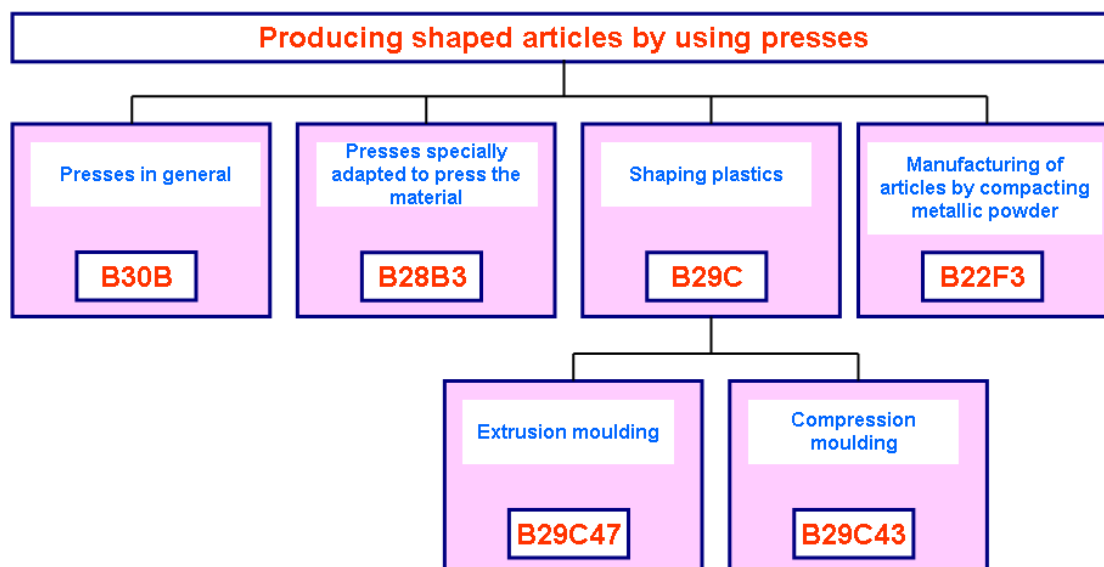 Producing shaped articles by using presses
Presses in general
B30B
Presses specially
adapted to press the
material
B28B3
Shaping plastics
B29C
Manufacturing of
articles by compacting
metallic powder
B22F3
Extrusion moulding
B29C47
Compression
moulding
B29C43